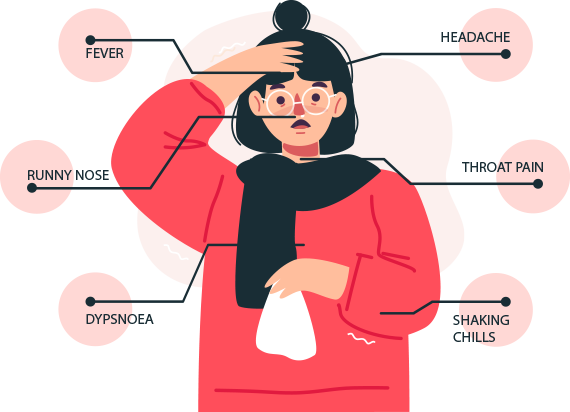 FEVER
HEADACHE
RUNNY NOSE
THROAT PAIN
DYPSNOEA
SHAKING
CHILLS